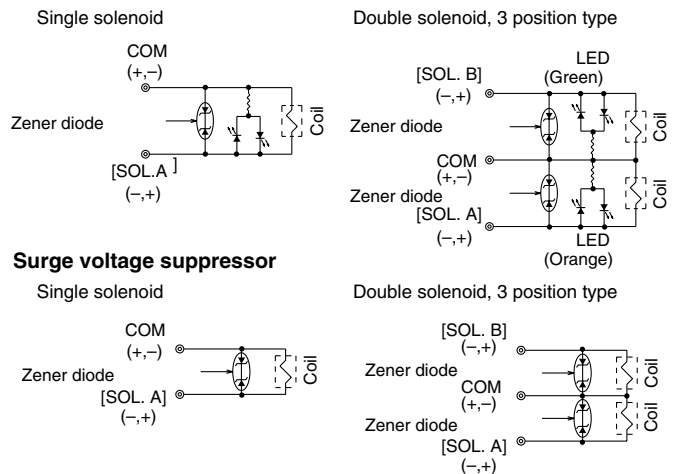 Single solenoid
COM
(+,–)
Zener diode
[SOL.A ]
(–,+)
Coil
Double solenoid, 3 position type
LED
(Green)
[SOL. B]
(–,+)
Zener diode
Coil
COM
(+,–)
Zener diode
[SOL. A]
(–,+)
Coil
LED
(Orange)
Surge voltage suppressor
Single solenoid
COM
(+,–)
Zener diode
[SOL. A]
(–,+)
Coil
Double solenoid, 3 position type
[SOL. B]
(–,+)
Zener diode
Coil
COM
(+,–)
Zener diode
Coil
[SOL. A]
(–,+)